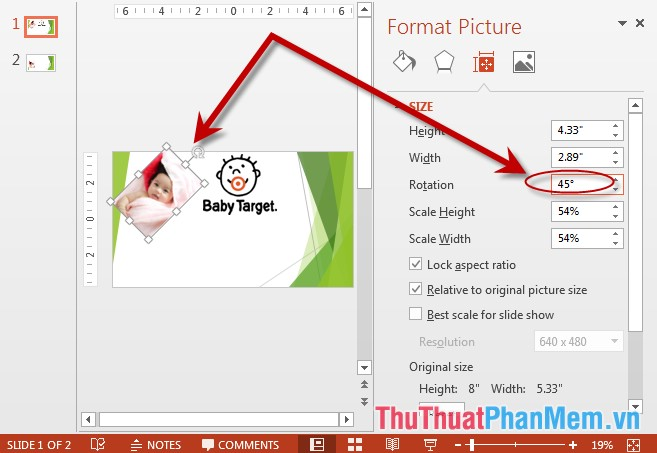 1
2
6 4 2 0 2 4 6
2 0 2
Baby Target.
Format Picture
SIZE
Height 4.33"
Width 2.89"
Rotation 45°
Scale Height 54%
Scale Width 54%
Lock aspect ratio
Relative to original picture size
Best scale for slide show
Resolution 640 x 480
Original size
Height: 8" Width: 5.33"
ThuThuatPhanMem.vn
SLIDE 1 OF 2 NOTES COMMENTS 19%